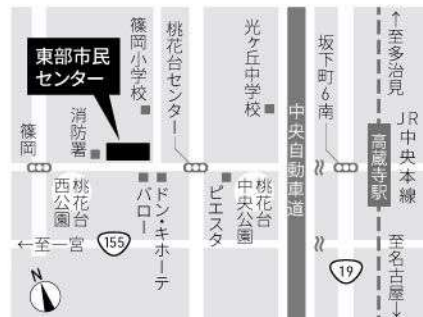 東部市民
センター
篠岡小学校
桃花台センター
光ヶ丘中学校
坂下町6南
↑至多治見
JR中央本線
高蔵寺駅
中央自動車道
消防署
篠岡
桃花台
西公園
バロー
ドン・キホーテ
ピエスタ
桃花台
中央公園
至名古屋↓
←至一宮
155
19
N